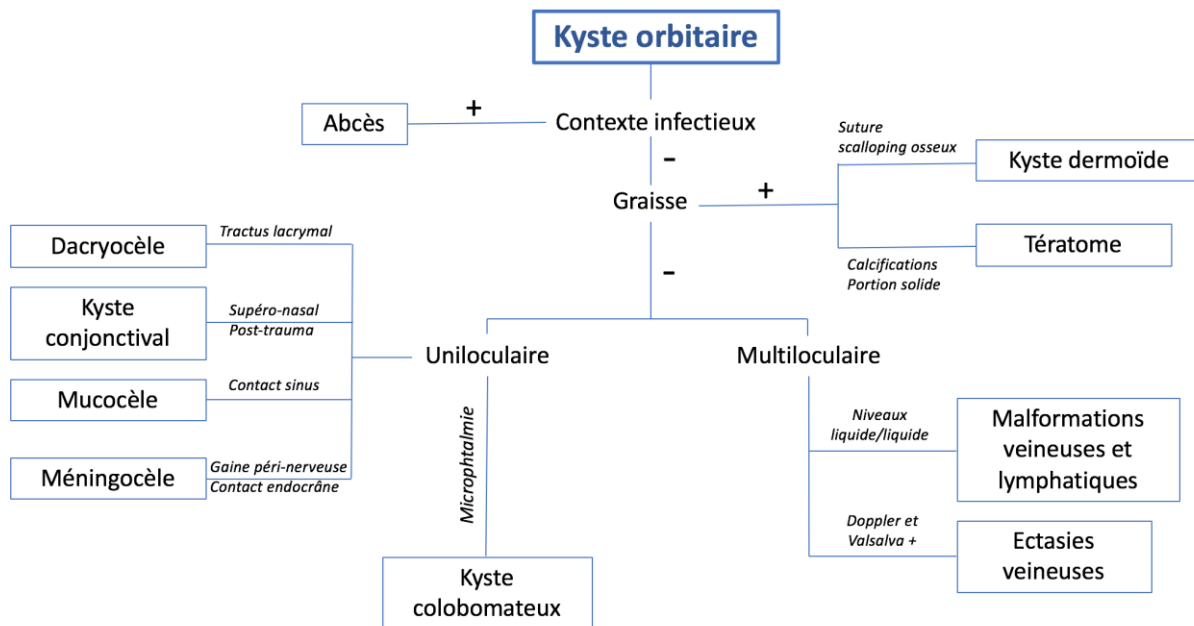 Kyste orbitaire
+
Abcès
Contexte infectieux
-
Suture
scalloping osseux
Kyste dermoïde
Graisse
+
Tératome
Calcifications
Portion solide
-
Dacryocèle
Tractus lacrymal
Kyste
conjonctival
Supéro-nasal
Post-trauma
Uniloculaire
Multiloculaire
Mucocèle
Contact sinus
Méningocèle
Gaine péri-nerveuse
Contact endocrâne
Microphtalmie
Kyste
colobomateux
Niveaux
liquide/liquide
Malformations
veineuses et
lymphatiques
Doppler et
Valsalva +
Ectasies
veineuses